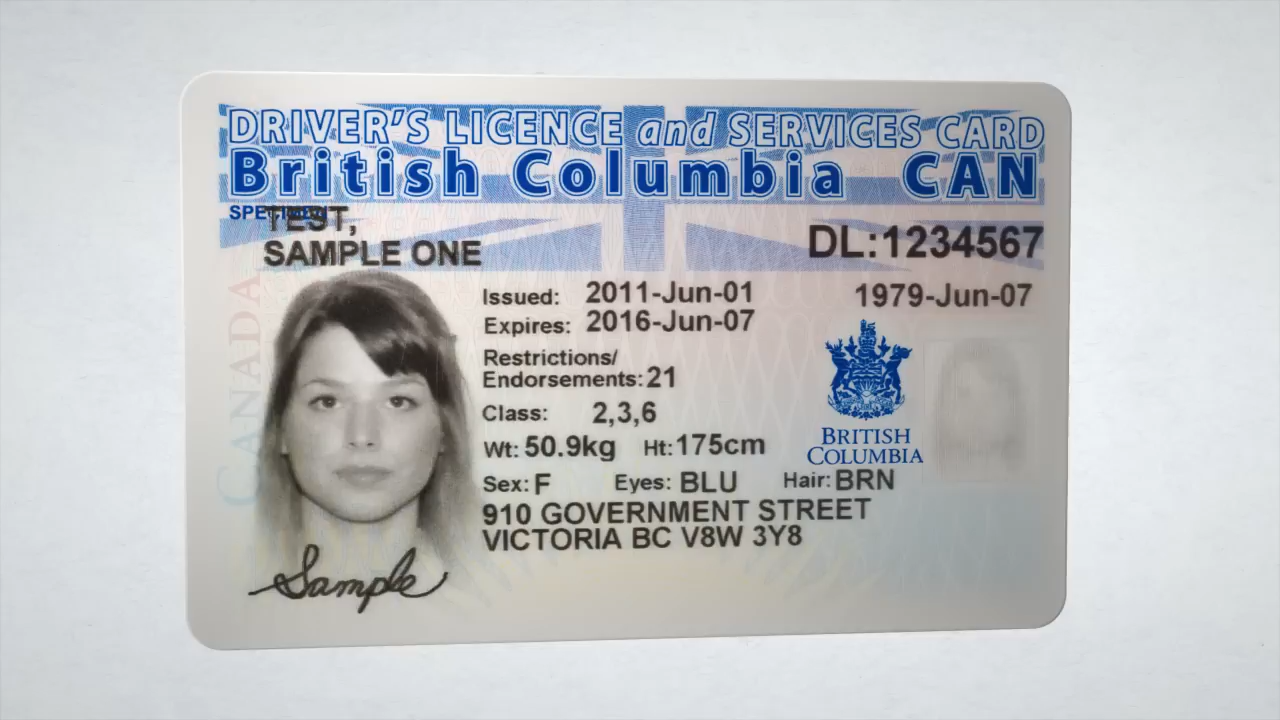 DRIVER'S LICENCE and SERVICES CARD
British Columbia CAN
SPECIMEN
TEST,
SAMPLE ONE
DL:1234567
Issued: 2011-Jun-01
1979-Jun-07
Expires: 2016-Jun-07
Restrictions/
Endorsements: 21
Class: 2,3,6
Wt: 50.9kg Ht: 175cm
Sex: F Eyes: BLU Hair: BRN
910 GOVERNMENT STREET
VICTORIA BC V8W 3Y8
BRITISH
COLUMBIA
CANADA
Sample